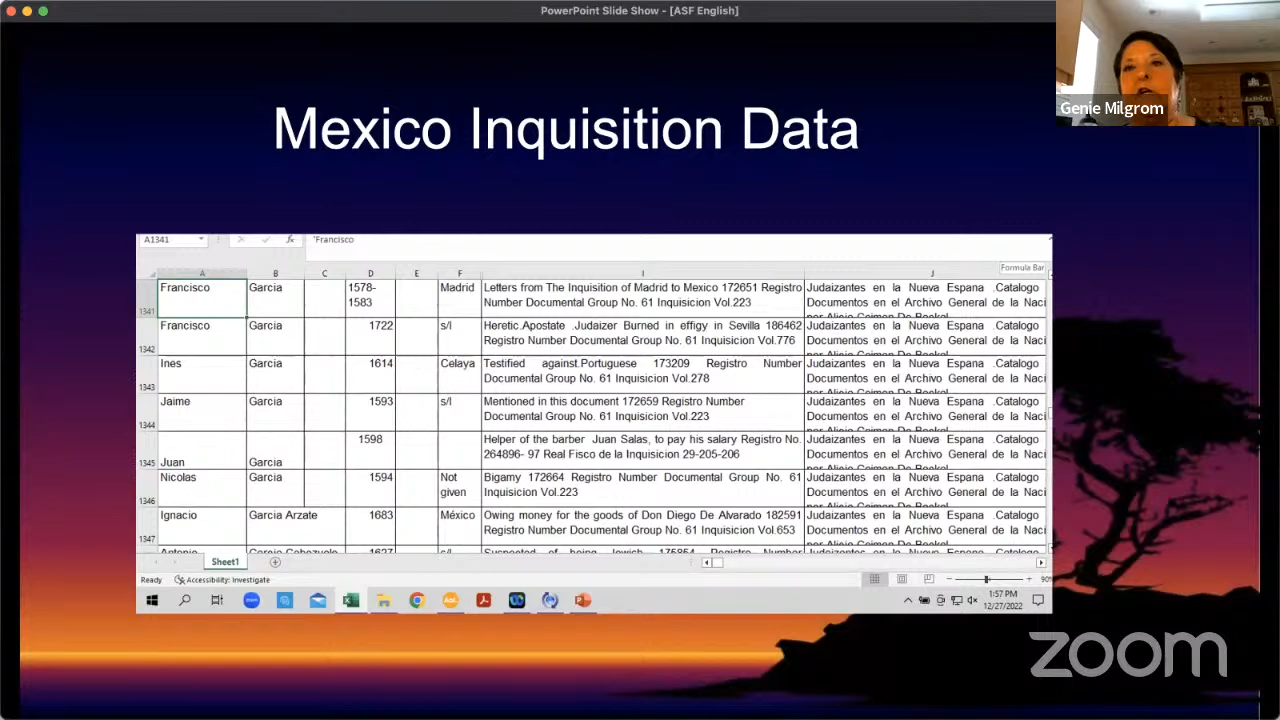 PowerPoint Slide Show - [ASF English]
Genie Milgrom
Mexico Inquisition Data
A1341 fx 'Francisco
Formula Bar
A B C D E F I J
1341 Francisco Garcia 1578- Madrid Letters from The Inquisition of Madrid to Mexico 172651 Registro Judaizantes en la Nueva Espana .Catalogo
1583 Number Documental Group No. 61 Inquisicion Vol.223 Documentos en el Archivo General de la Naci
1342 Francisco Garcia 1722 s/l Heretic.Apostate .Judaizer Burned in effigy in Sevilla 186462 Judaizantes en la Nueva Espana .Catalogo
Registro Number Documental Group No. 61 Inquisicion Vol.776 Documentos en el Archivo General de la Naci
1343 Ines Garcia 1614 Celaya Testified against.Portuguese 173209 Registro Number Judaizantes en la Nueva Espana .Catalogo
Documental Group No. 61 Inquisicion Vol.278 Documentos en el Archivo General de la Naci
1344 Jaime Garcia 1593 s/l Mentioned in this document 172659 Registro Number Judaizantes en la Nueva Espana .Catalogo
Documental Group No. 61 Inquisicion Vol.223 Documentos en el Archivo General de la Naci
1598 Helper of the barber Juan Salas, to pay his salary Registro No. Judaizantes en la Nueva Espana .Catalogo
264896- 97 Real Fisco de la Inquisicion 29-205-206 Documentos en el Archivo General de la Naci
1345 Juan Garcia
1346 Nicolas Garcia 1594 Not Bigamy 172664 Registro Number Documental Group No. 61 Judaizantes en la Nueva Espana .Catalogo
given Inquisicion Vol.223 Documentos en el Archivo General de la Naci
1347 Ignacio Garcia Arzate 1683 México Owing money for the goods of Don Diego De Alvarado 182591 Judaizantes en la Nueva Espana .Catalogo
Registro Number Documental Group No. 61 Inquisicion Vol.653 Documentos en el Archivo General de la Naci
Sheet1
Ready Accessibility: Investigate 90%
1:57 PM
12/27/2022
zoom